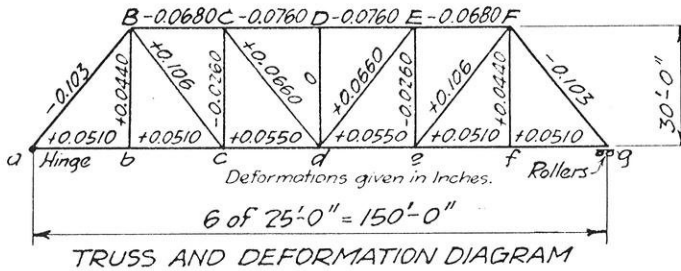 B -0.0680 C -0.0760 D -0.0760 E -0.0680 F
-0.103 +0.0440 +0.106 -0.0260 +0.0660 0 +0.0660 -0.0260 +0.106 +0.0440 -0.103
30'-0"
+0.0510 +0.0510 +0.0550 +0.0550 +0.0510 +0.0510
a Hinge b c d e f Rollers g
Deformations given in Inches.
6 of 25'-0" = 150'-0"
TRUSS AND DEFORMATION DIAGRAM